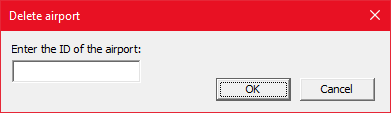 Delete airport
Enter the ID of the airport:
OK
Cancel